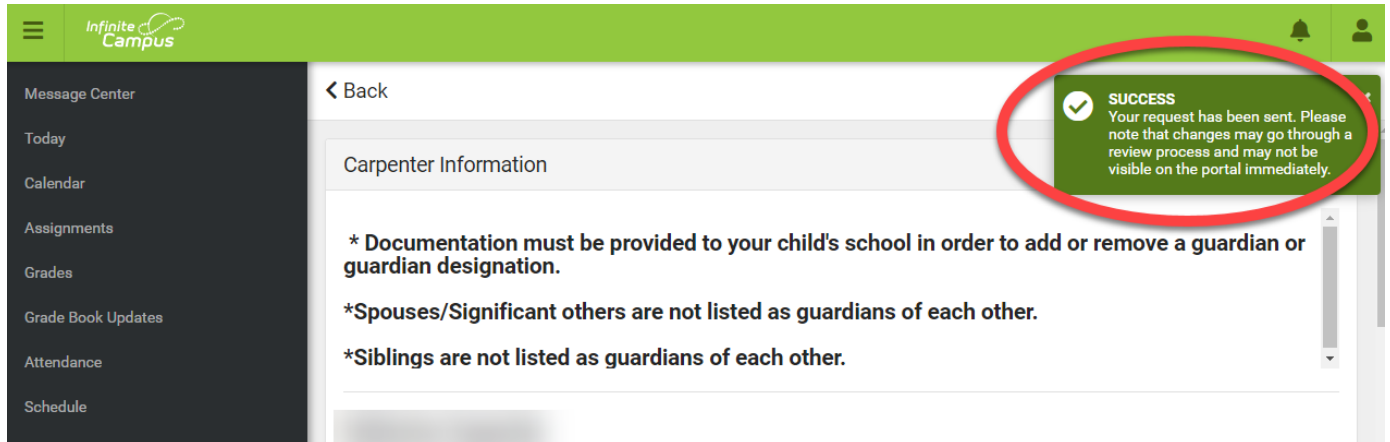 Infinite
Campus
Message Center
Today
Calendar
Assignments
Grades
Grade Book Updates
Attendance
Schedule
Back
SUCCESS
Your request has been sent. Please
note that changes may go through a
review process and may not be
visible on the portal immediately.
Carpenter Information
* Documentation must be provided to your child's school in order to add or remove a guardian or
guardian designation.
*Spouses/Significant others are not listed as guardians of each other.
*Siblings are not listed as guardians of each other.